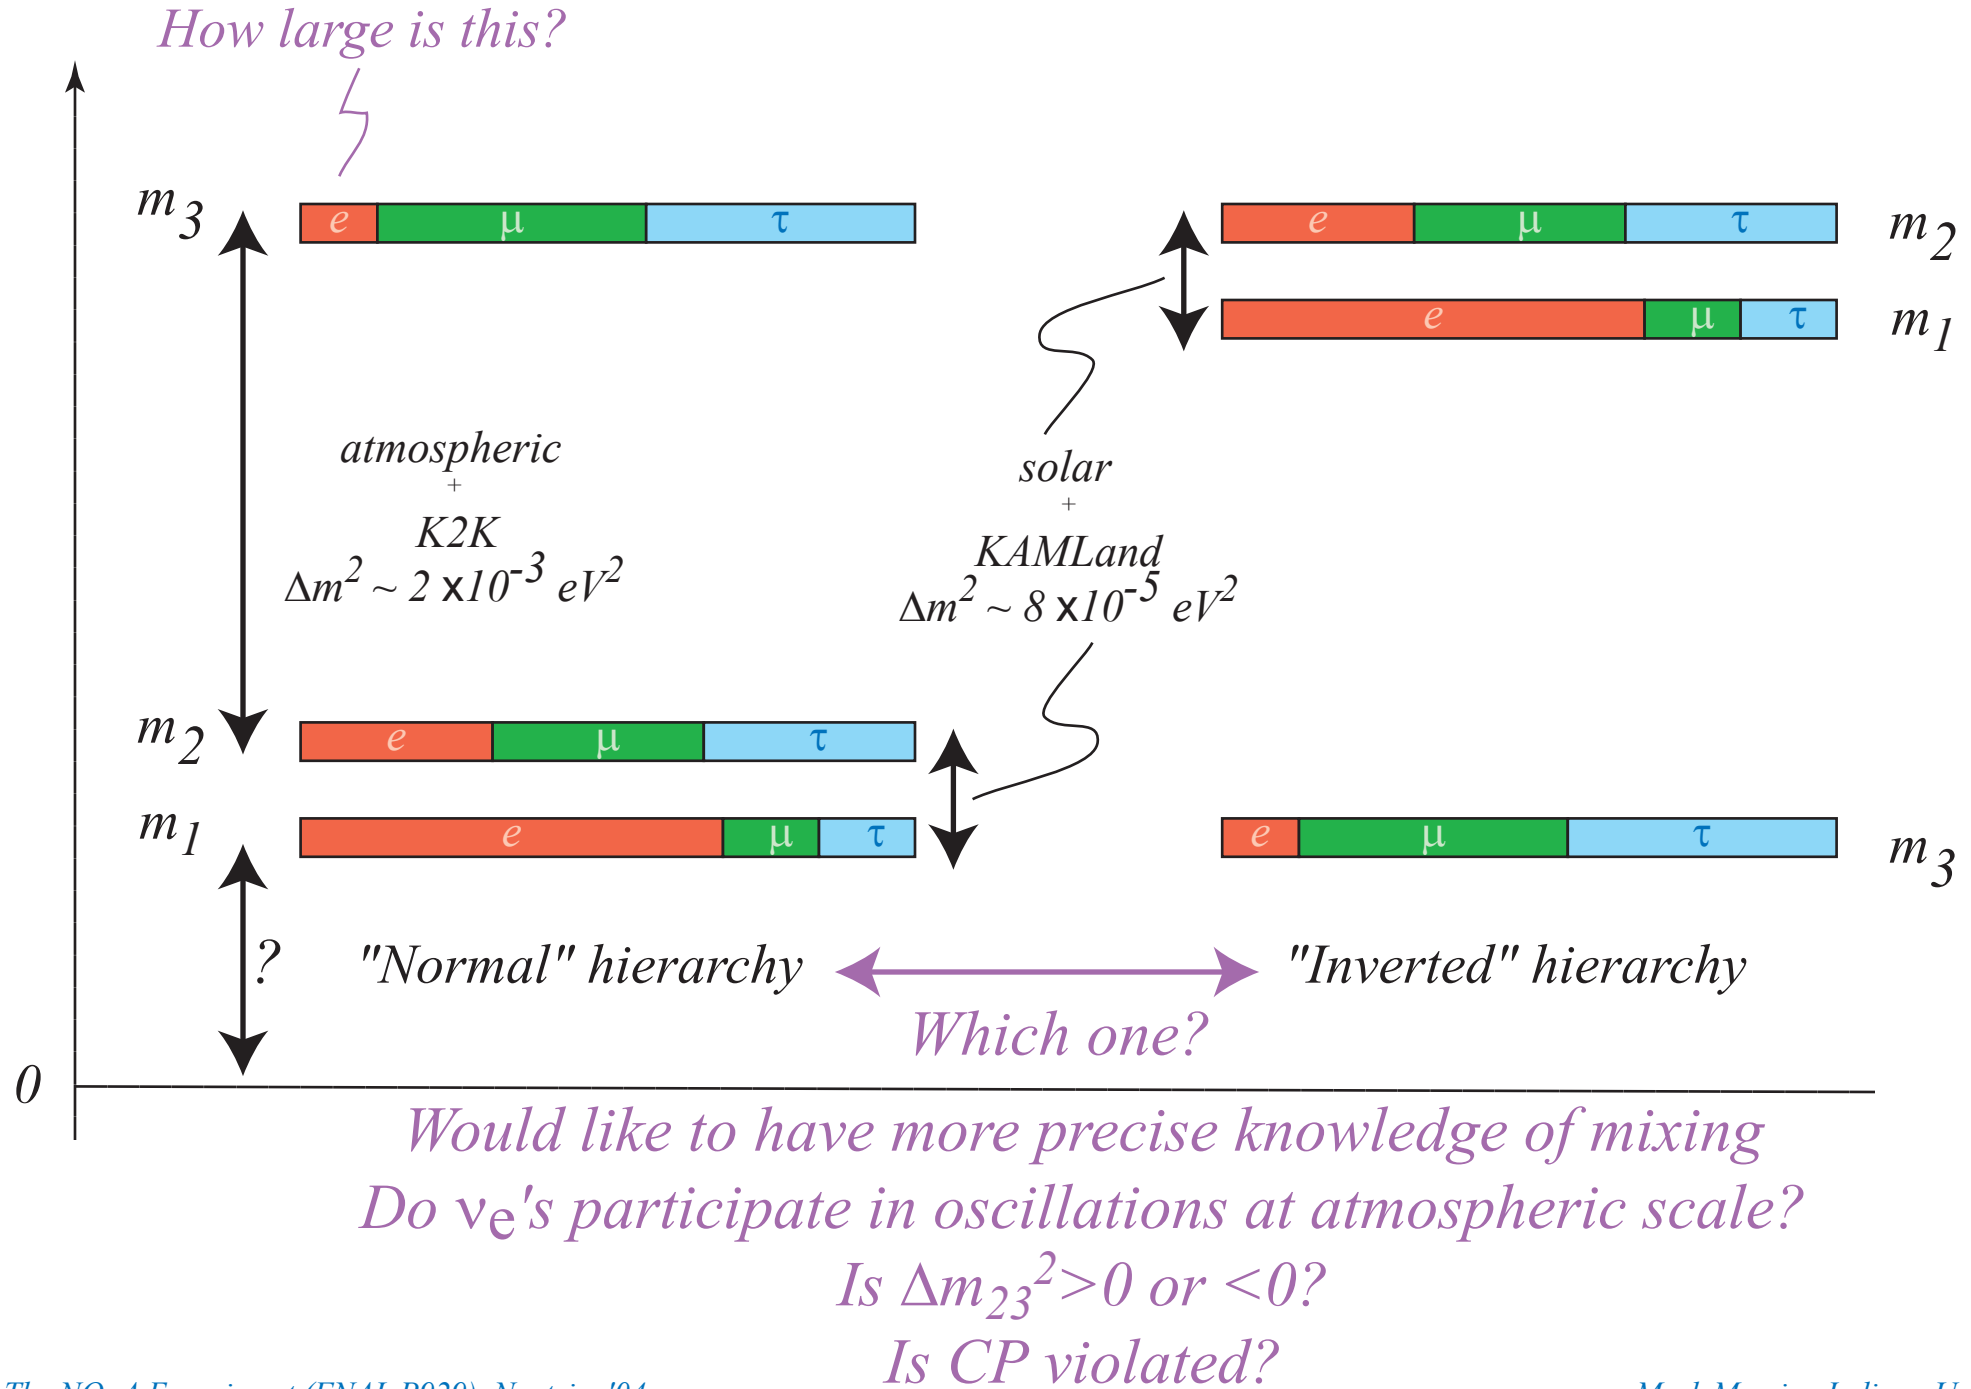 How large is this?
m3
e μ τ
e μ τ
m2
e μ τ
m1
atmospheric
+
K2K
Δm2 ~ 2 x10-3 eV2
solar
+
KAMLand
Δm2 ~ 8 x10-5 eV2
m2
e μ τ
m1
e μ τ
e μ τ
m3
?
"Normal" hierarchy
"Inverted" hierarchy
Which one?
0
Would like to have more precise knowledge of mixing
Do νe's participate in oscillations at atmospheric scale?
Is Δm232>0 or <0?
Is CP violated?